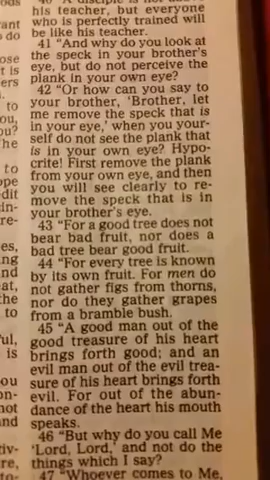 his teacher, but everyone
who is perfectly trained will
be like his teacher.
41 "And why do you look at
the speck in your brother's
eye, but do not perceive the
plank in your own eye?
42 "Or how can you say to
your brother, 'Brother, let
me remove the speck that is
in your eye,' when you your-
self do not see the plank that
is in your own eye? Hypo-
crite! First remove the plank
from your own eye, and then
you will see clearly to re-
move the speck that is in
your brother's eye.
43 "For a good tree does not
bear bad fruit, nor does a
bad tree bear good fruit.
44 "For every tree is known
by its own fruit. For men do
not gather figs from thorns,
nor do they gather grapes
from a bramble bush.
45 "A good man out of the
good treasure of his heart
brings forth good; and an
evil man out of the evil trea-
sure of his heart brings forth
evil. For out of the abun-
dance of the heart his mouth
speaks.
46 "But why do you call Me
'Lord, Lord,' and not do the
things which I say?
47 "Whoever comes to Me,